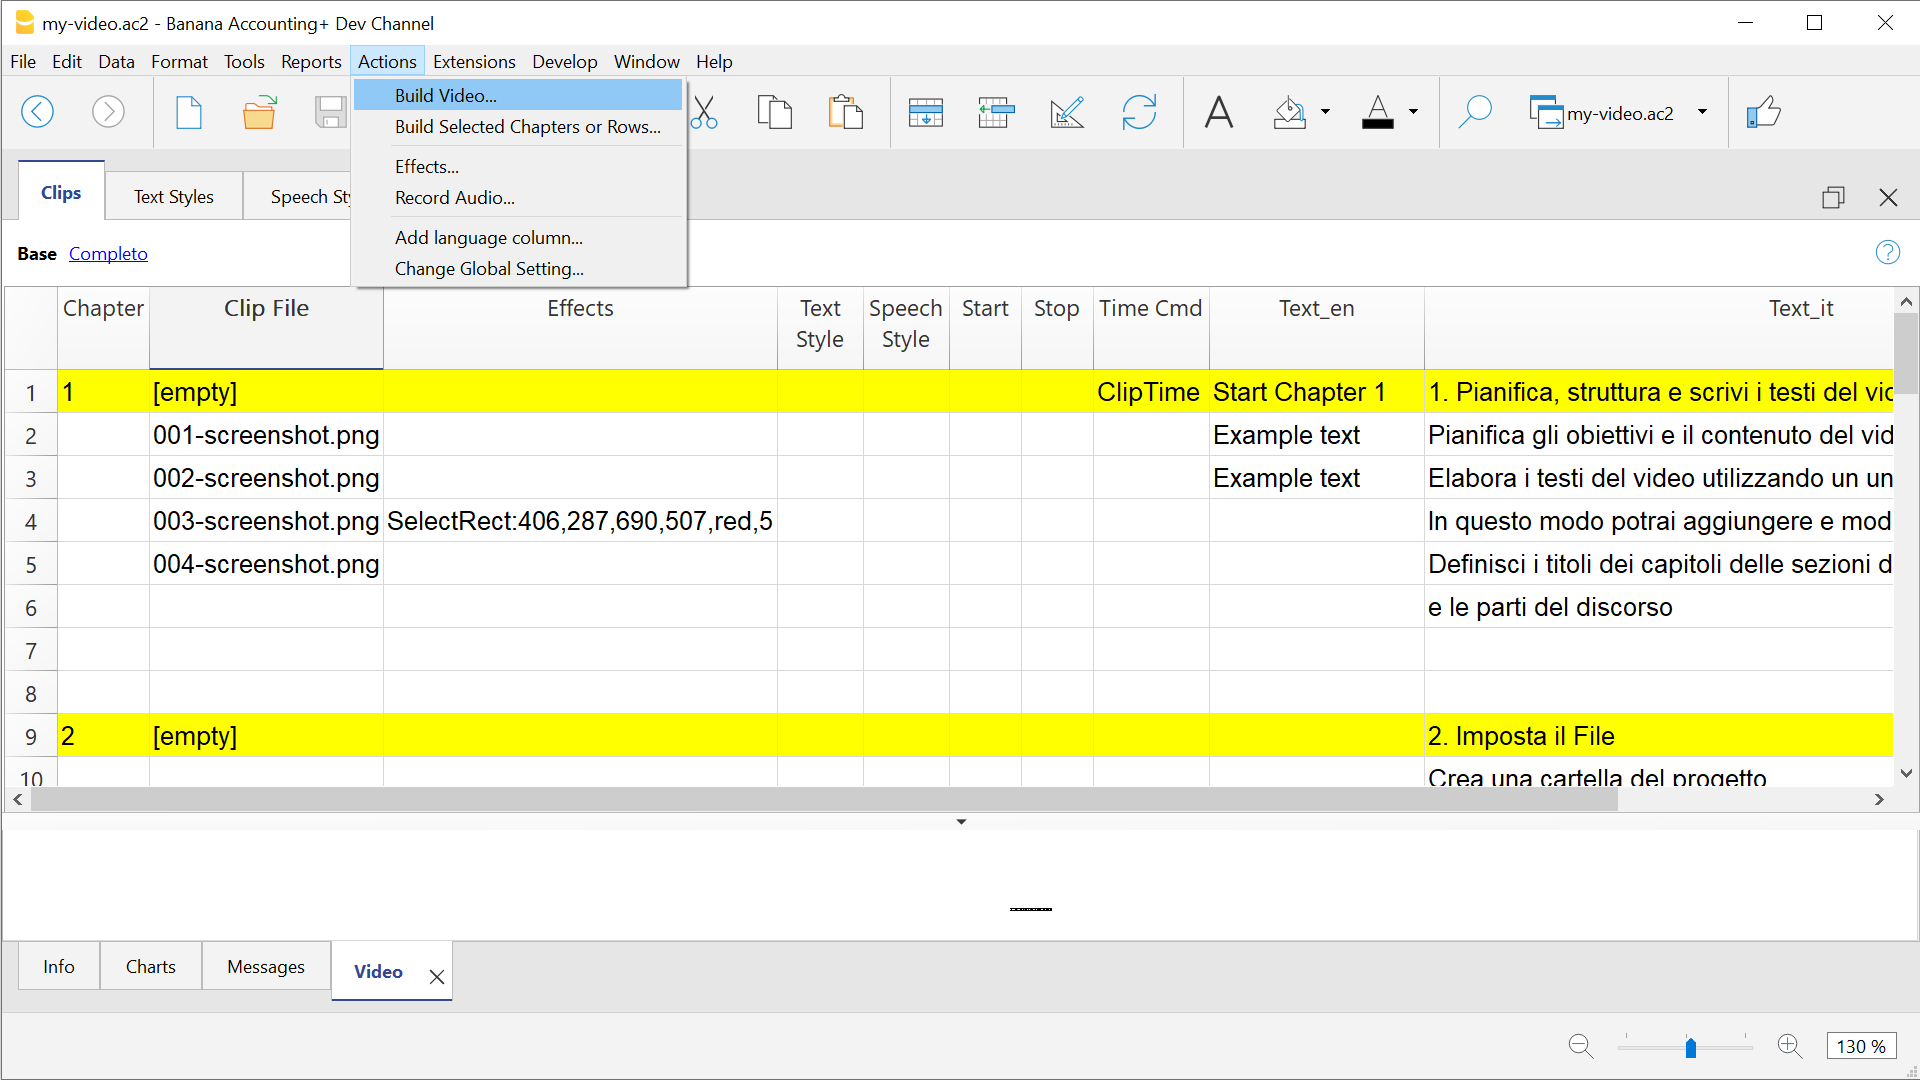 my-video.ac2 - Banana Accounting+ Dev Channel
File Edit Data Format Tools Reports Actions Extensions Develop Window Help
Build Video...
Build Selected Chapters or Rows...
Effects...
Record Audio...
Add language column...
Change Global Setting...
my-video.ac2
Clips Text Styles Speech Sty
Base Completo
Chapter Clip File Effects Text Style Speech Style Start Stop Time Cmd Text_en Text_it
1 1 [empty] ClipTime Start Chapter 1 1. Pianifica, struttura e scrivi i testi del vid
2 001-screenshot.png Example text Pianifica gli obiettivi e il contenuto del vid
3 002-screenshot.png Example text Elabora i testi del video utilizzando un un
4 003-screenshot.png SelectRect:406,287,690,507,red,5 In questo modo potrai aggiungere e mod
5 004-screenshot.png Definisci i titoli dei capitoli delle sezioni d
6 e le parti del discorso
7
8
9 2 [empty] 2. Imposta il File
10 Crea una cartella del progetto
Info Charts Messages Video
130 %